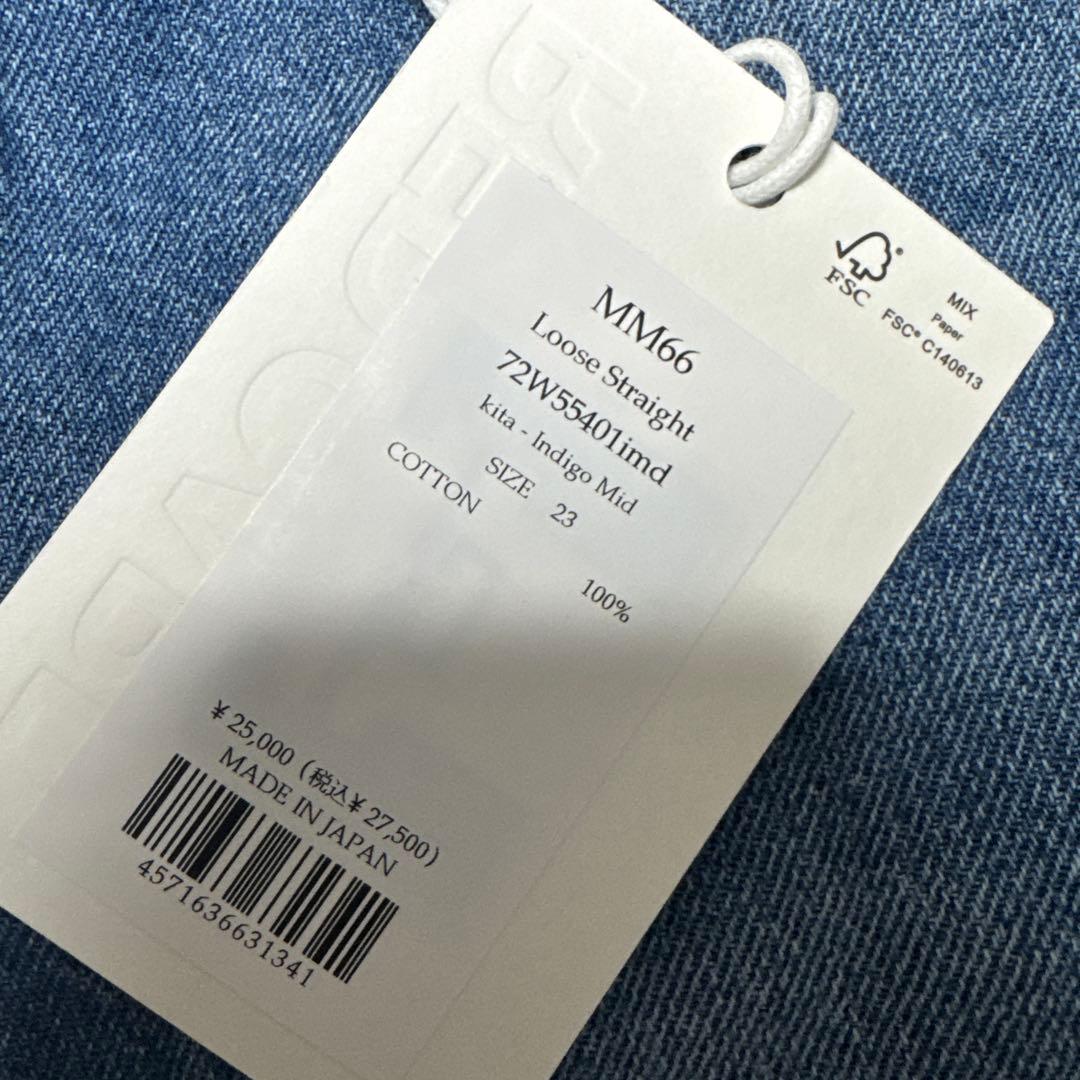 FSC
MIX
Paper
FSC® C140613
MM66
Loose Straight
72W55401imd
kita - Indigo Mid
SIZE 23
COTTON 100%
¥ 25,000 (税込¥ 27,500)
MADE IN JAPAN
4571636631341